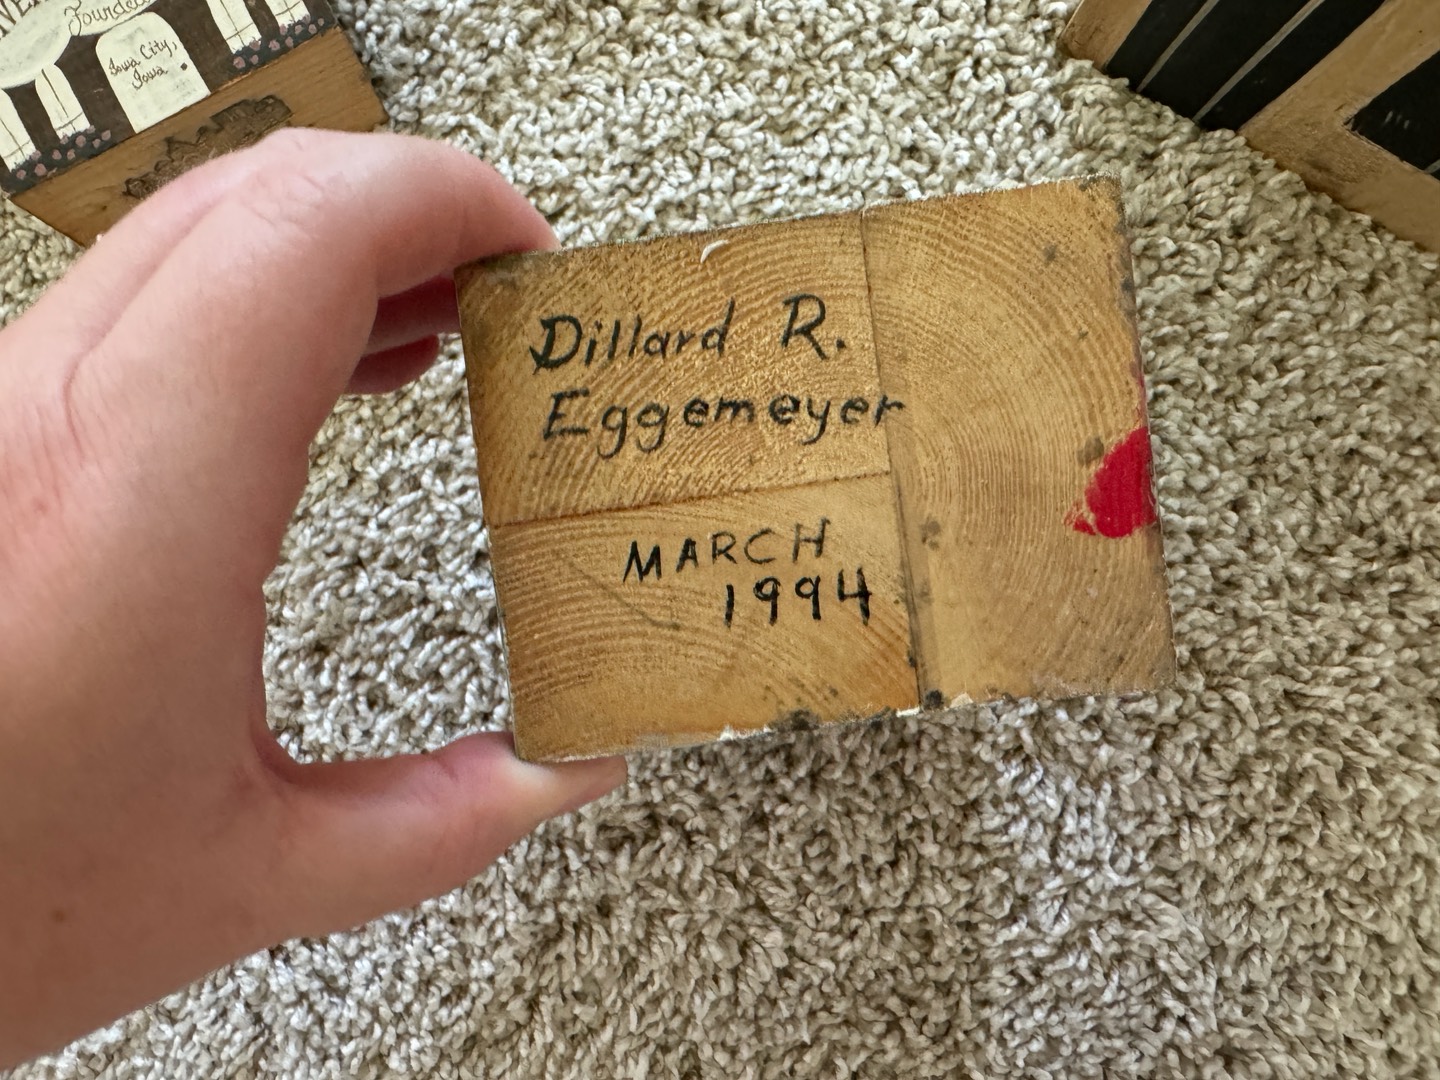 Iowa City,
Iowa
Dillard R.
Eggemeyer
MARCH
1994